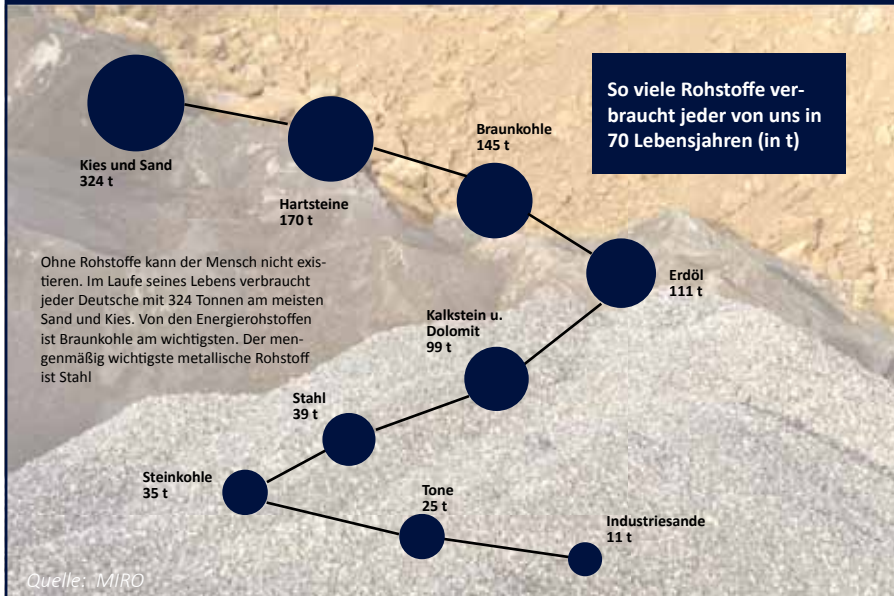 So viele Rohstoffe ver-
braucht jeder von uns in
70 Lebensjahren (in t)
Kies und Sand
324 t
Hartsteine
170 t
Braunkohle
145 t
Erdöl
111 t
Ohne Rohstoffe kann der Mensch nicht exis-
tieren. Im Laufe seines Lebens verbraucht
jeder Deutsche mit 324 Tonnen am meisten
Sand und Kies. Von den Energierohstoffen
ist Braunkohle am wichtigsten. Der men-
genmäßig wichtigste metallische Rohstoff
ist Stahl
Kalkstein u.
Dolomit
99 t
Stahl
39 t
Steinkohle
35 t
Tone
25 t
Industriesande
11 t
Quelle: MIRO